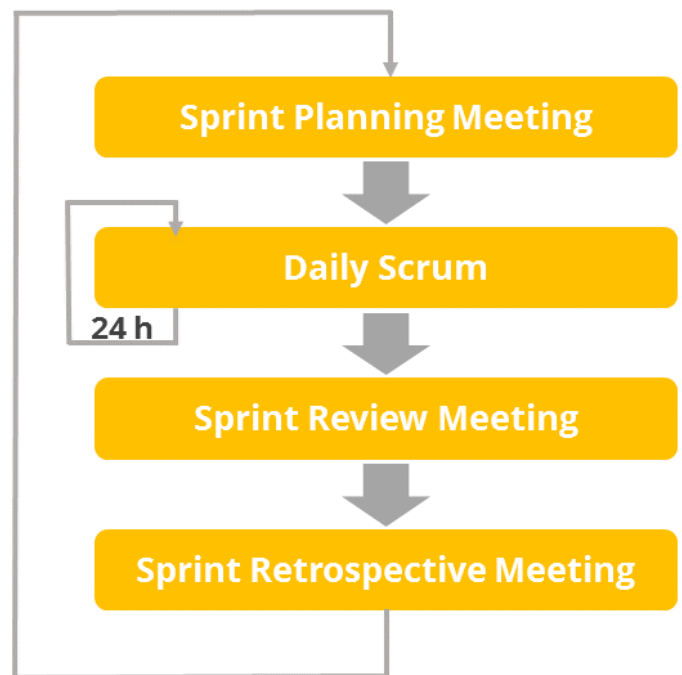 Sprint Planning Meeting
Daily Scrum
24 h
Sprint Review Meeting
Sprint Retrospective Meeting